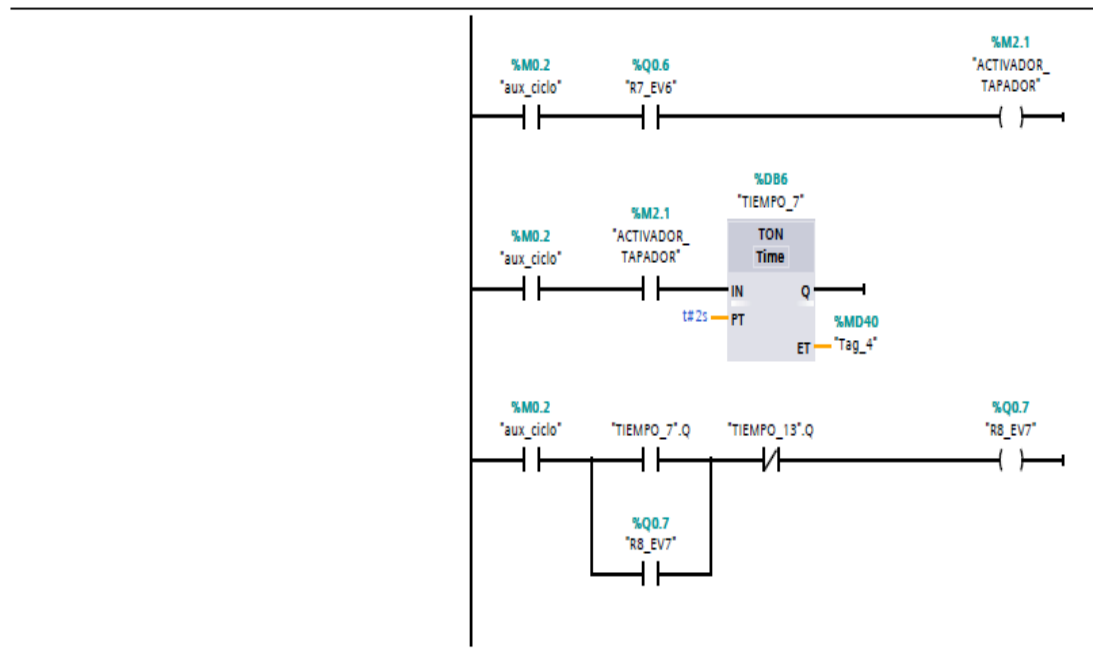 %M0.2
"aux_ciclo"
%Q0.6
"R7_EV6"
%M2.1
"ACTIVADOR_
TAPADOR"
%DB6
"TIEMPO_7"
%M0.2
"aux_ciclo"
%M2.1
"ACTIVADOR_
TAPADOR"
TON
Time
IN
Q
t#2s
PT
%MD40
ET
"Tag_4"
%M0.2
"aux_ciclo"
"TIEMPO_7".Q
"TIEMPO_13".Q
%Q0.7
"R8_EV7"
%Q0.7
"R8_EV7"